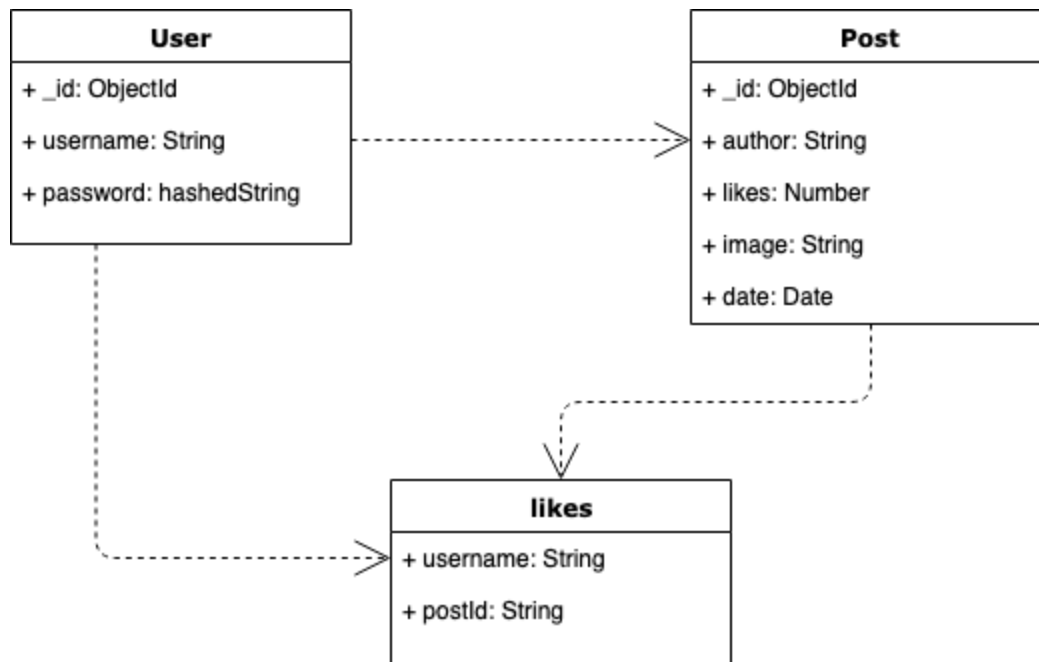 User
+ _id: ObjectId
+ username: String
+ password: hashedString
Post
+ _id: ObjectId
+ author: String
+ likes: Number
+ image: String
+ date: Date
likes
+ username: String
+ postId: String